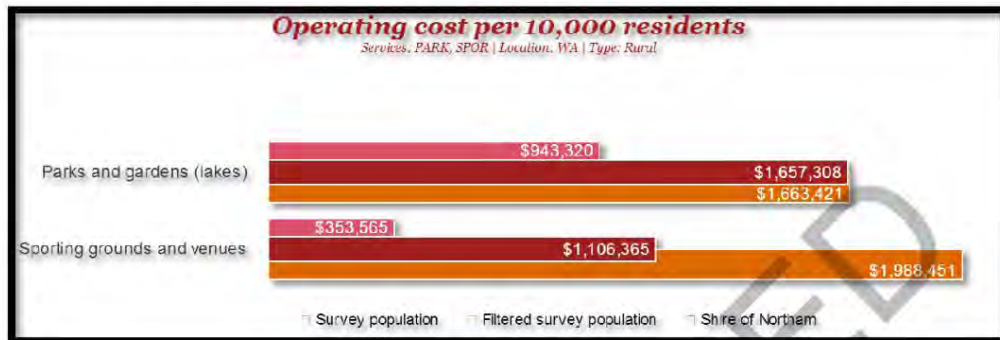 Operating cost per 10,000 residents
Services: PARK, SPOR | Location: WA | Type: Rural
$943,320
Parks and gardens (lakes)
$1,657,308
$1,663,421
$353,565
Sporting grounds and venues
$1,106,365
$1,988,451
Survey population
Filtered survey population
Shire of Northam